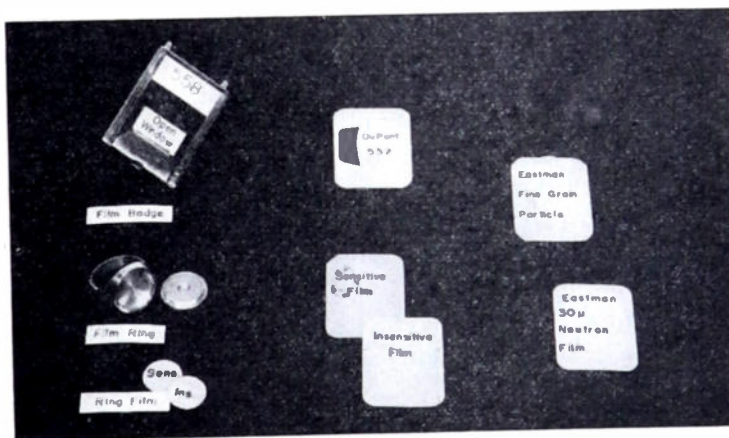 558
Open
Window
Film Badge
DuPont
552
Eastman
Fine Grain
Particle
Film Ring
Sensitive
Film
Insensitive
Film
Eastman
30µ
Neutron
Film
Sens
Ins
Ring Film